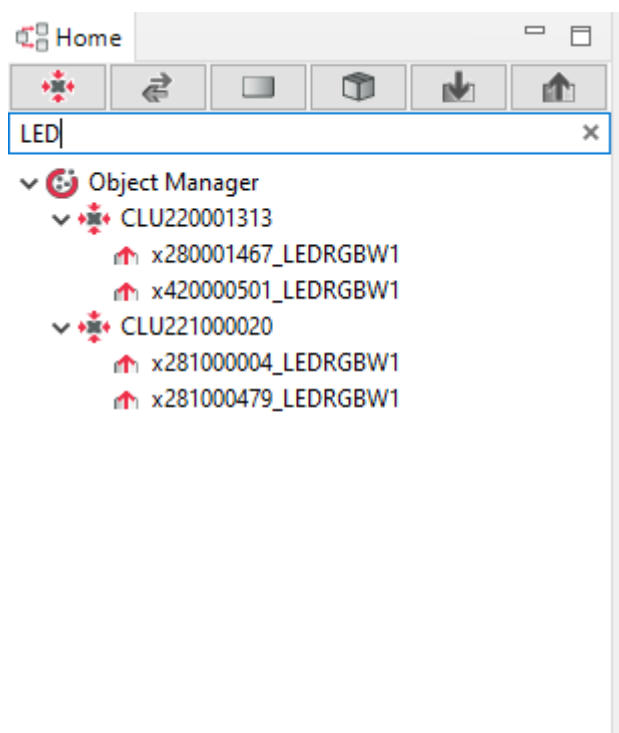 Home
LED
Object Manager
CLU220001313
x280001467_LEDRGBW1
x420000501_LEDRGBW1
CLU221000020
x281000004_LEDRGBW1
x281000479_LEDRGBW1